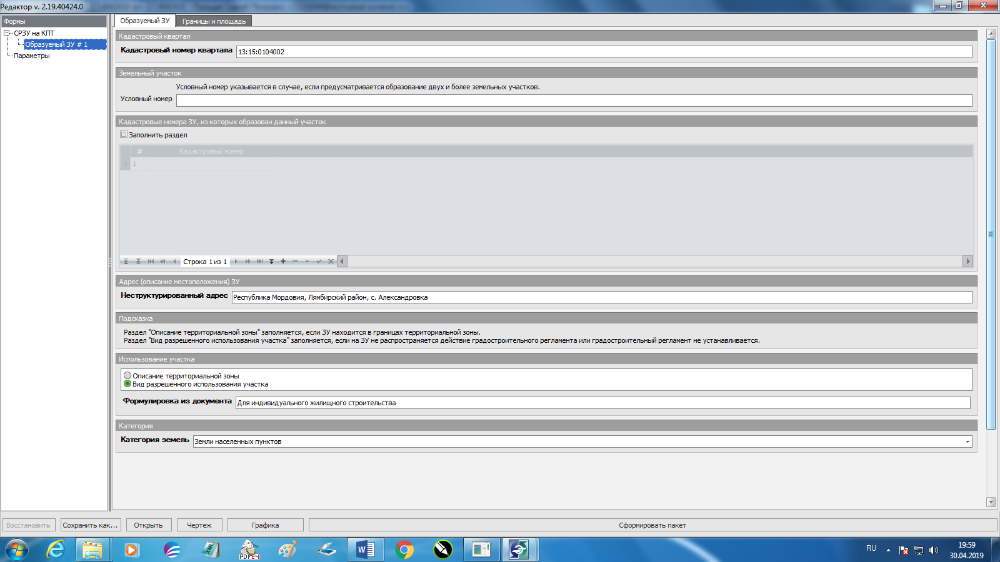 Редактор v. 2.19.40424.0
Формы
СРЗУ на КПТ
Образуемый ЗУ # 1
Параметры
Образуемый ЗУ
Границы и площадь
Кадастровый квартал
Кадастровый номер квартала 13:15:0104002
Земельный участок
Условный номер указывается в случае, если предусматривается образование двух и более земельных участков.
Условный номер
Кадастровые номера ЗУ, из которых образован данный участок
Заполнить раздел
# Кадастровый номер
1
Строка 1 из 1
Адрес (описание местоположения) ЗУ
Неструктурированный адрес Республика Мордовия, Лямбирский район, с. Александровка
Подсказка
Раздел "Описание территориальной зоны" заполняется, если ЗУ находится в границах территориальной зоны.
Раздел "Вид разрешенного использования участка" заполняется, если на ЗУ не распространяется действие градостроительного регламента или градостроительный регламент не устанавливается.
Использование участка
Описание территориальной зоны
Вид разрешенного использования участка
Формулировка из документа Для индивидуального жилищного строительства
Категория
Категория земель Земли населенных пунктов
Восстановить Сохранить как... Открыть Чертеж Графика Сформировать пакет
PDF24
W
RU
19:59
30.04.2019